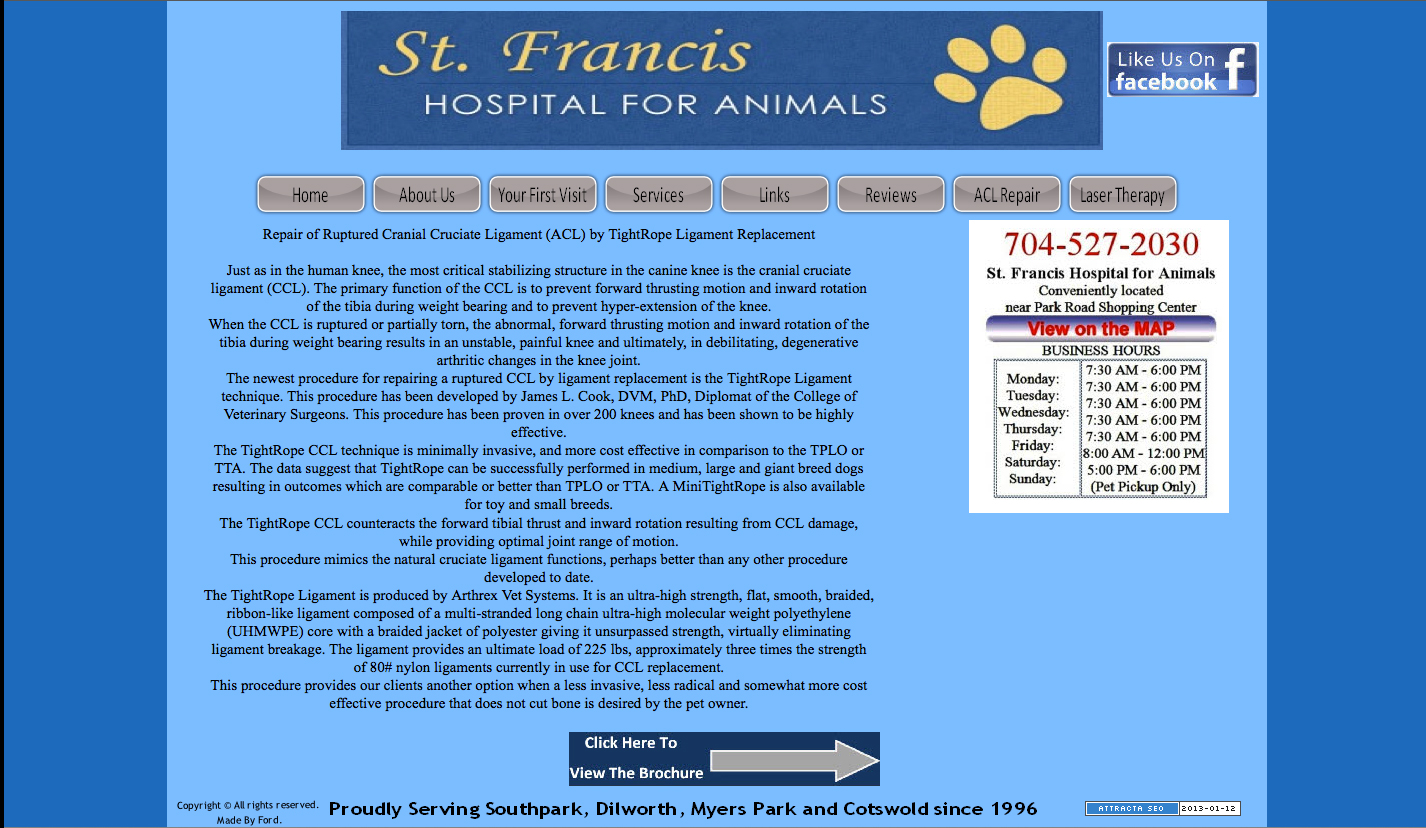 St. Francis
HOSPITAL FOR ANIMALS
Like Us On
facebook f
Home
About Us
Your First Visit
Services
Links
Reviews
ACL Repair
Laser Therapy
Repair of Ruptured Cranial Cruciate Ligament (ACL) by TightRope Ligament Replacement
Just as in the human knee, the most critical stabilizing structure in the canine knee is the cranial cruciate
ligament (CCL). The primary function of the CCL is to prevent forward thrusting motion and inward rotation
of the tibia during weight bearing and to prevent hyper-extension of the knee.
When the CCL is ruptured or partially torn, the abnormal, forward thrusting motion and inward rotation of the
tibia during weight bearing results in an unstable, painful knee and ultimately, in debilitating, degenerative
arthritic changes in the knee joint.
The newest procedure for repairing a ruptured CCL by ligament replacement is the TightRope Ligament
technique. This procedure has been developed by James L. Cook, DVM, PhD, Diplomat of the College of
Veterinary Surgeons. This procedure has been proven in over 200 knees and has been shown to be highly
effective.
The TightRope CCL technique is minimally invasive, and more cost effective in comparison to the TPLO or
TTA. The data suggest that TightRope can be successfully performed in medium, large and giant breed dogs
resulting in outcomes which are comparable or better than TPLO or TTA. A MiniTightRope is also available
for toy and small breeds.
The TightRope CCL counteracts the forward tibial thrust and inward rotation resulting from CCL damage,
while providing optimal joint range of motion.
This procedure mimics the natural cruciate ligament functions, perhaps better than any other procedure
developed to date.
The TightRope Ligament is produced by Arthrex Vet Systems. It is an ultra-high strength, flat, smooth, braided,
ribbon-like ligament composed of a multi-stranded long chain ultra-high molecular weight polyethylene
(UHMWPE) core with a braided jacket of polyester giving it unsurpassed strength, virtually eliminating
ligament breakage. The ligament provides an ultimate load of 225 lbs, approximately three times the strength
of 80# nylon ligaments currently in use for CCL replacement.
This procedure provides our clients another option when a less invasive, less radical and somewhat more cost
effective procedure that does not cut bone is desired by the pet owner.
704-527-2030
St. Francis Hospital for Animals
Conveniently located
near Park Road Shopping Center
View on the MAP
BUSINESS HOURS
Monday:
Tuesday:
Wednesday:
Thursday:
Friday:
Saturday:
Sunday:
7:30 AM - 6:00 PM
7:30 AM - 6:00 PM
7:30 AM - 6:00 PM
7:30 AM - 6:00 PM
7:30 AM - 6:00 PM
8:00 AM - 12:00 PM
5:00 PM - 6:00 PM
(Pet Pickup Only)
Click Here To
View The Brochure
Copyright © All rights reserved.
Made By Ford.
Proudly Serving Southpark, Dilworth, Myers Park and Cotswold since 1996
ATTRACTA SEO 2013-01-12